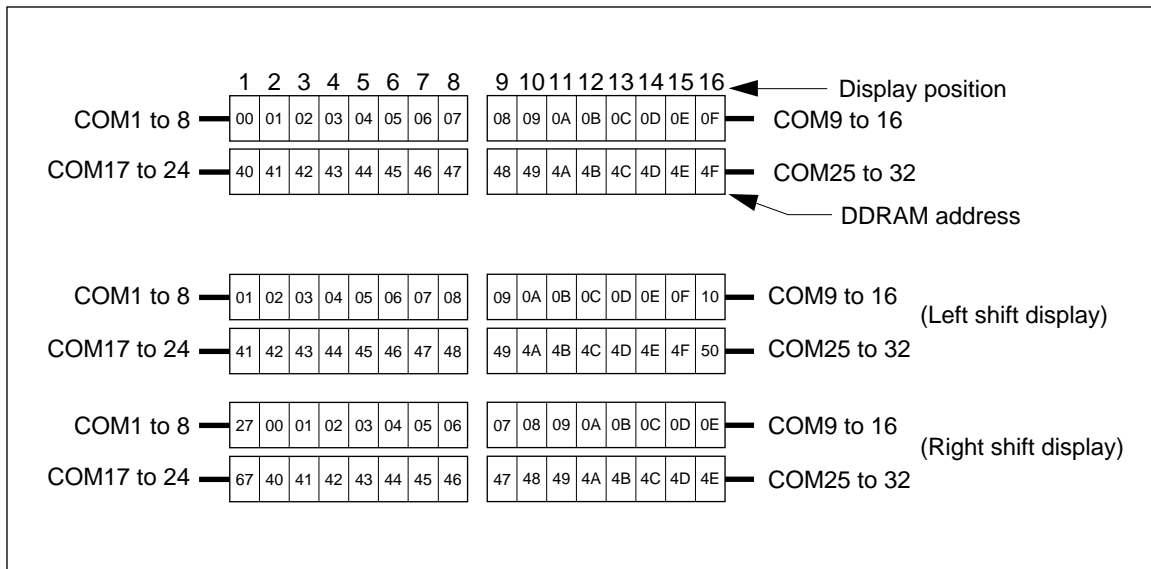 1 2 3 4 5 6 7 8 9 10 11 12 13 14 15 16
Display position
COM1 to 8 00 01 02 03 04 05 06 07 08 09 0A 0B 0C 0D 0E 0F COM9 to 16
COM17 to 24 40 41 42 43 44 45 46 47 48 49 4A 4B 4C 4D 4E 4F COM25 to 32
DDRAM address
COM1 to 8 01 02 03 04 05 06 07 08 09 0A 0B 0C 0D 0E 0F 10 COM9 to 16
(Left shift display)
COM17 to 24 41 42 43 44 45 46 47 48 49 4A 4B 4C 4D 4E 4F 50 COM25 to 32
COM1 to 8 27 00 01 02 03 04 05 06 07 08 09 0A 0B 0C 0D 0E COM9 to 16
(Right shift display)
COM17 to 24 67 40 41 42 43 44 45 46 47 48 49 4A 4B 4C 4D 4E COM25 to 32